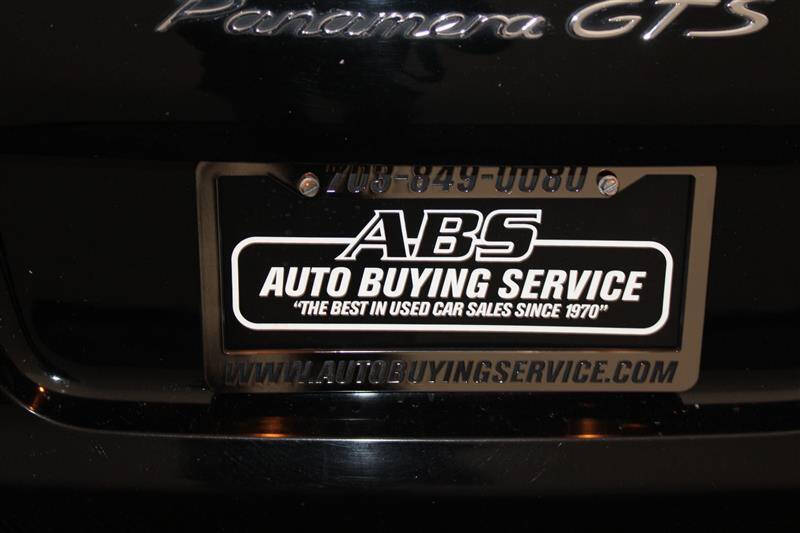 Panamera GTS
703-849-0080
ABS
AUTO BUYING SERVICE
"THE BEST IN USED CAR SALES SINCE 1970"
WWW.AUTOBUYINGSERVICE.COM